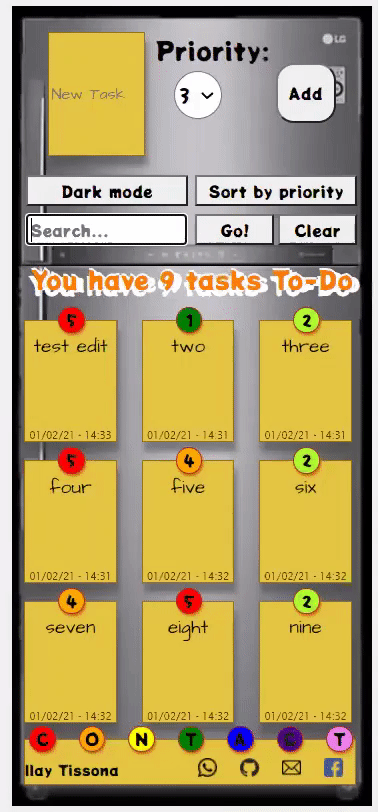 LG
Priority:
New Task
3
Add
Dark mode
Sort by priority
Search...
Go!
Clear
You have 9 tasks To-Do
5 1 2
test edit two three
01/02/21 - 14:33 01/02/21 - 14:31 01/02/21 - 14:31
5 4 2
four five six
01/02/21 - 14:31 01/02/21 - 14:32 01/02/21 - 14:32
4 5 2
seven eight nine
01/02/21 - 14:32 01/02/21 - 14:32 01/02/21 - 14:32
C O N T A C T
llay Tissona